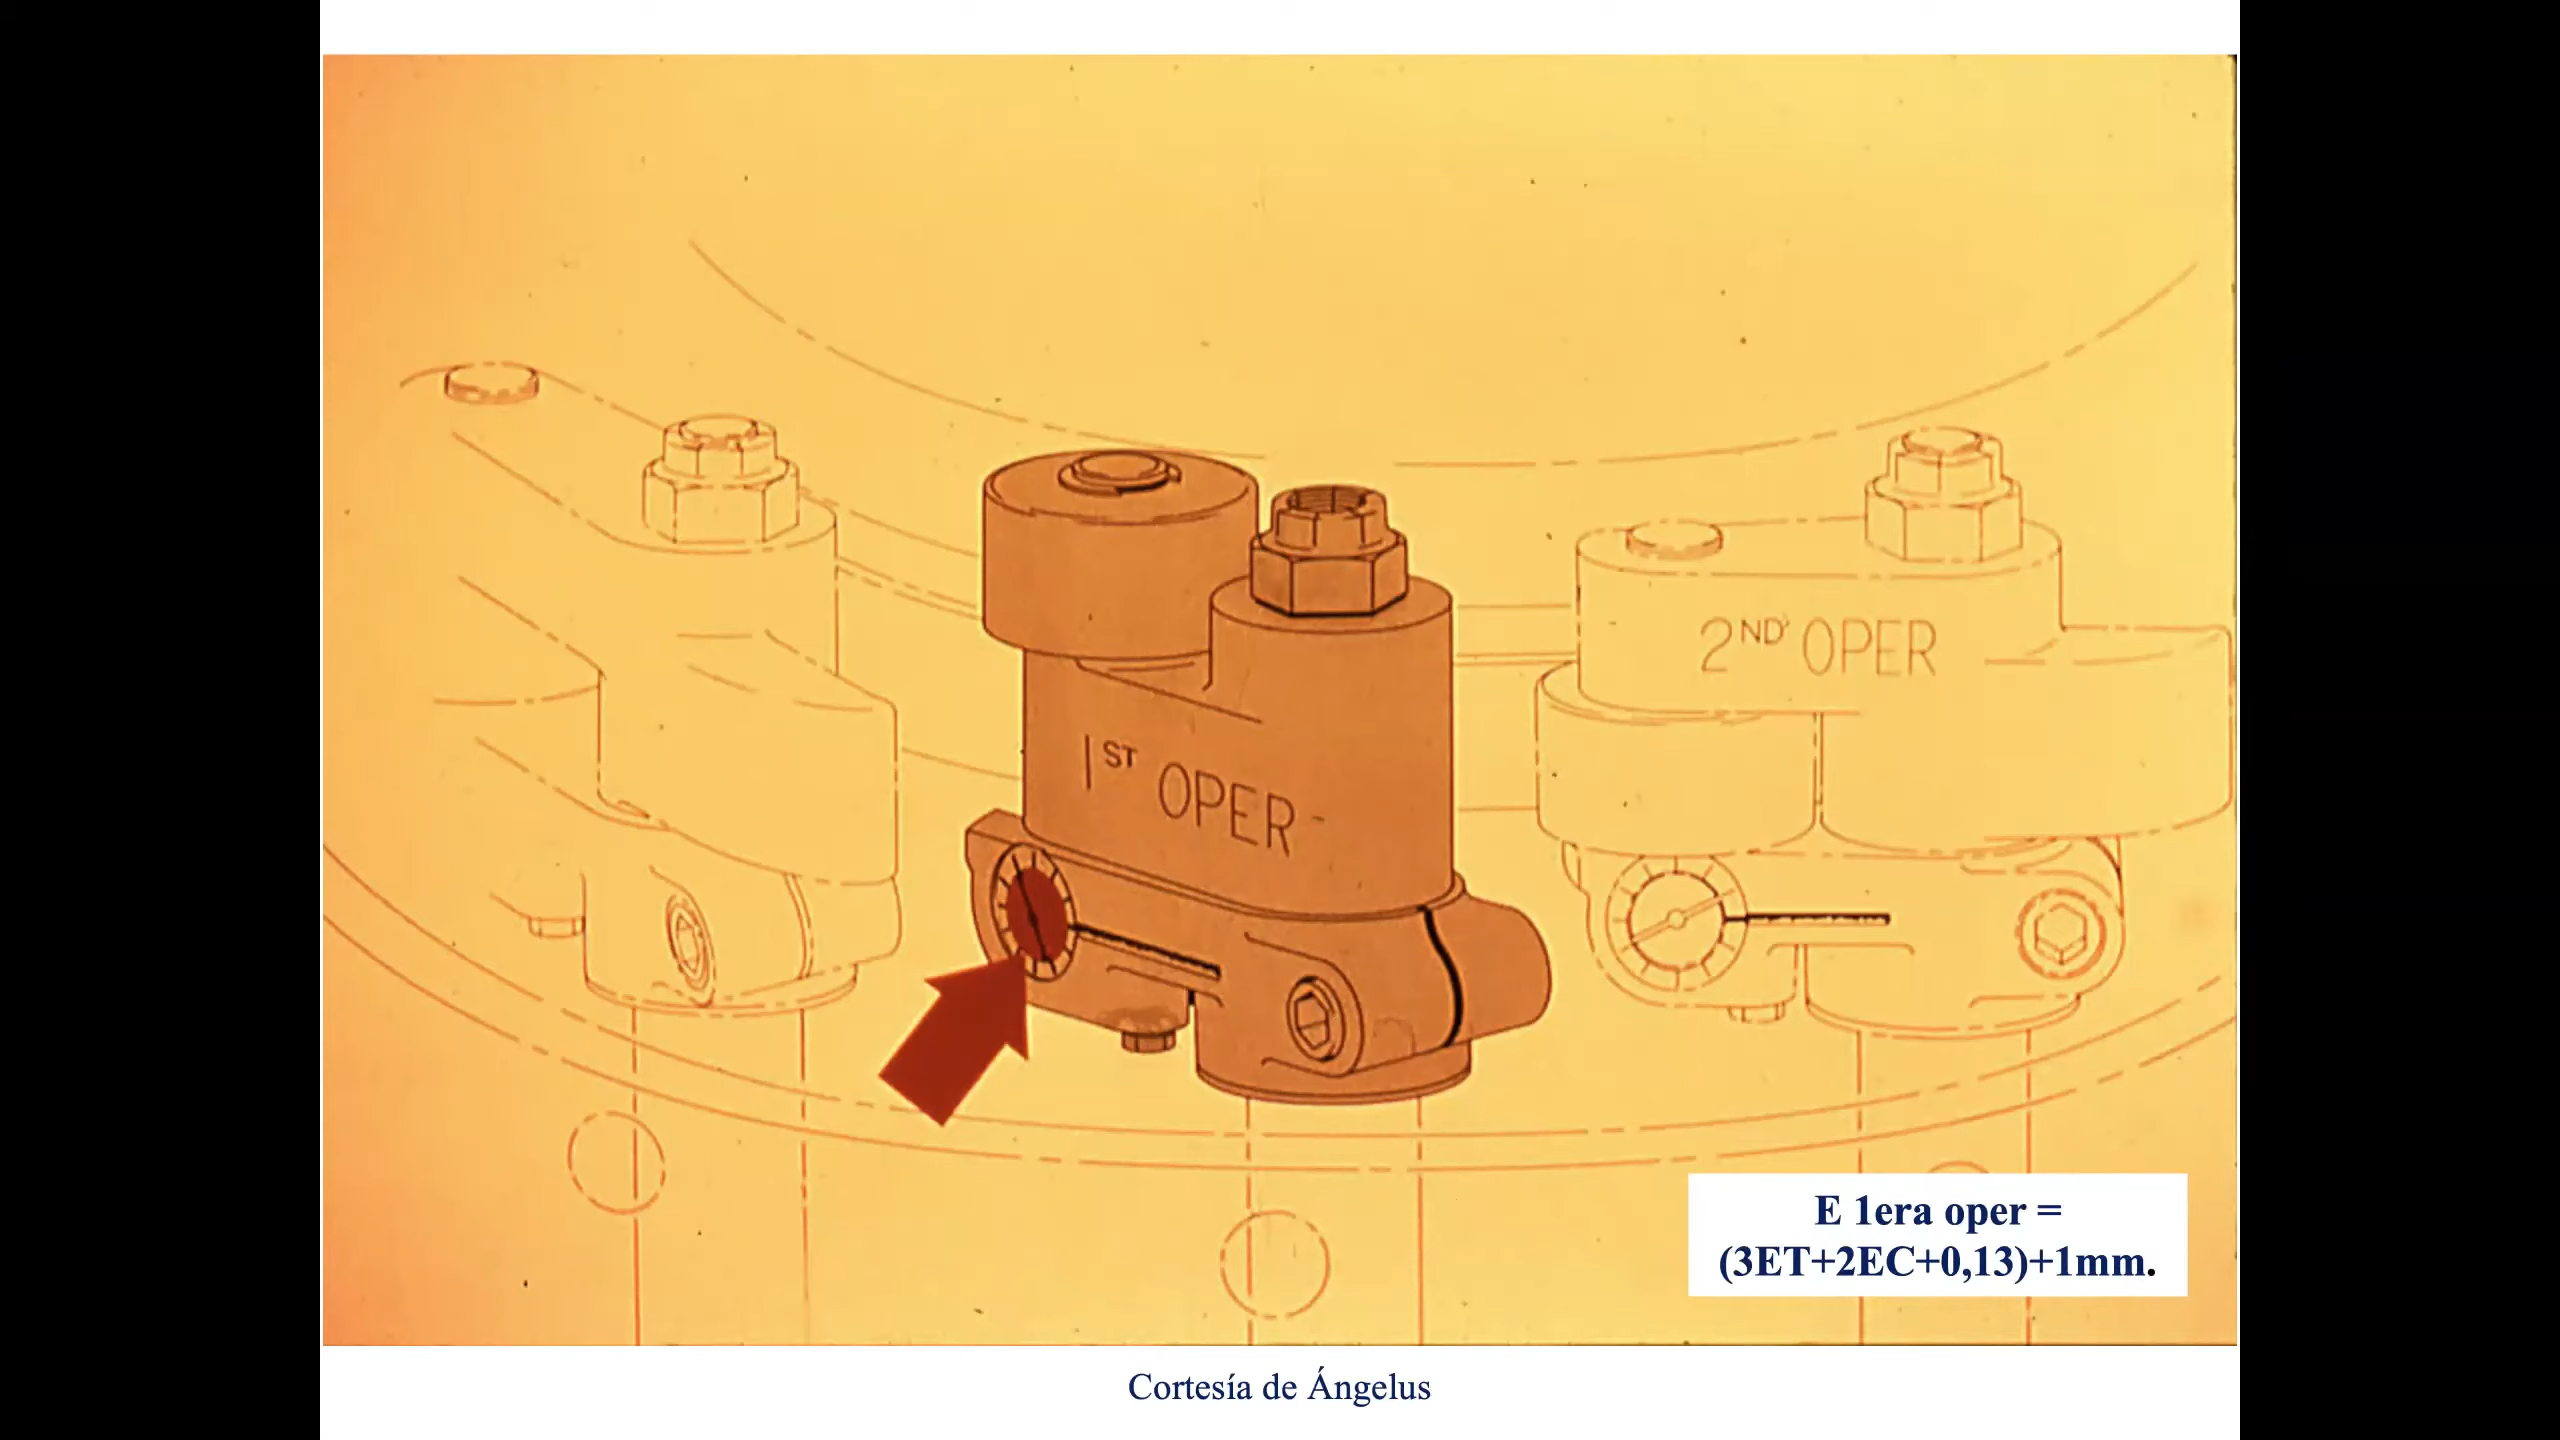 1ST OPER
2ND OPER
E 1era oper =
(3ET+2EC+0,13)+1mm.
Cortesía de Ángelus